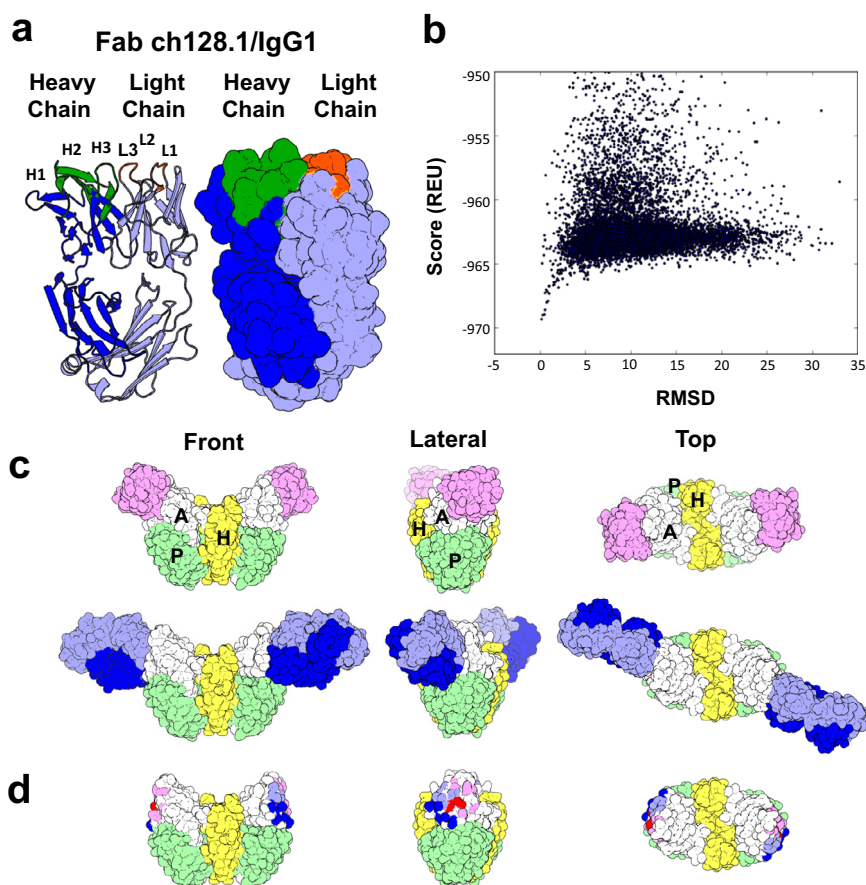 a
Fab ch128.1/IgG1
Heavy Chain
Light Chain
Heavy Chain
Light Chain
H1
H2
H3
L3
L2
L1
b
Score (REU)
-950
-955
-960
-965
-970
-5
0
5
10
15
20
25
30
35
RMSD
c
Front
Lateral
Top
A
H
P
H
A
P
P
H
A
d